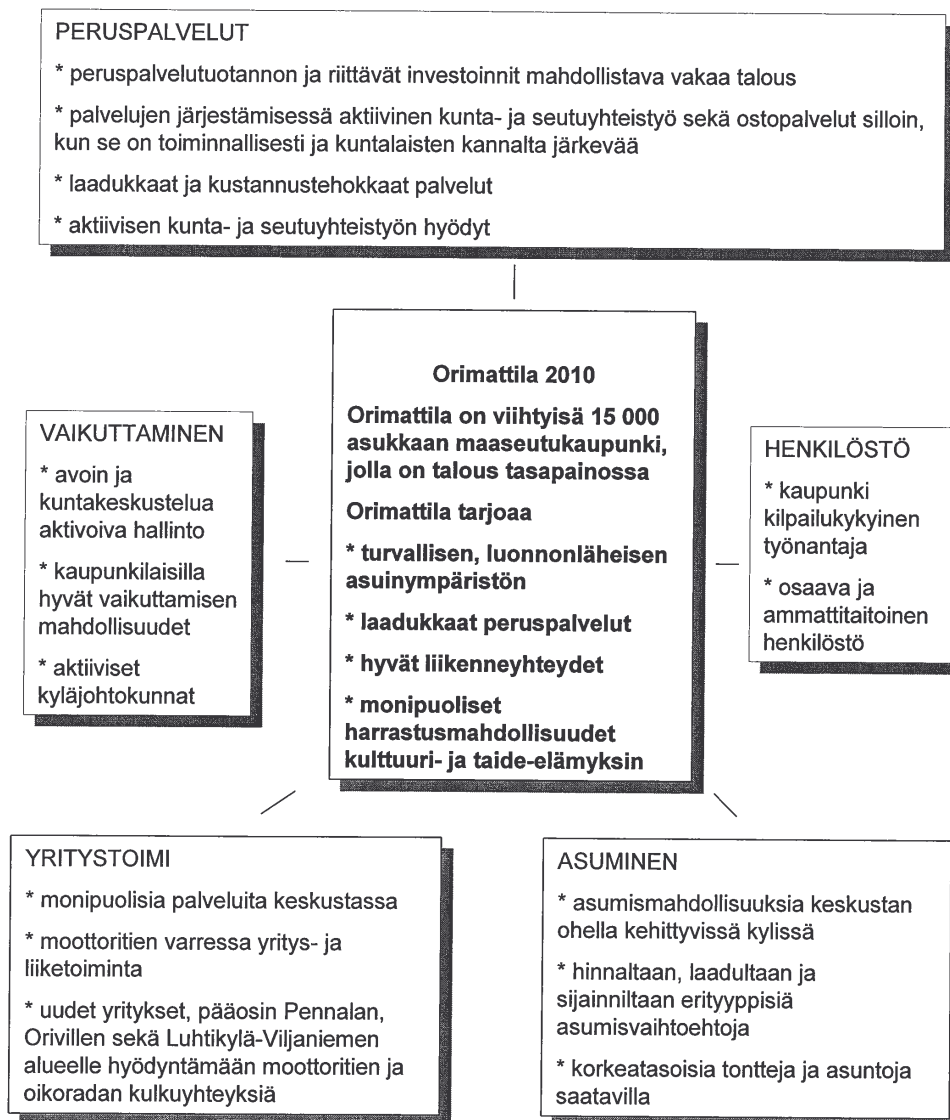 PERUSPALVELUT
* peruspalvelutuotannon ja riittävät investoinnit mahdollistava vakaa talous
* palvelujen järjestämisessä aktiivinen kunta- ja seutuyhteistyö sekä ostopalvelut silloin,
kun se on toiminnallisesti ja kuntalaisten kannalta järkevää
* laadukkaat ja kustannustehokkaat palvelut
* aktiivisen kunta- ja seutuyhteistyön hyödyt
Orimattila 2010
Orimattila on viihtyisä 15 000
asukkaan maaseutukaupunki,
jolla on talous tasapainossa
Orimattila tarjoaa
* turvallisen, luonnonläheisen
asuinympäristön
* laadukkaat peruspalvelut
* hyvät liikenneyhteydet
* monipuoliset
harrastusmahdollisuudet
kulttuuri- ja taide-elämyksin
VAIKUTTAMINEN
* avoin ja
kuntakeskustelua
aktivoiva hallinto
* kaupunkilaisilla
hyvät vaikuttamisen
mahdollisuudet
* aktiiviset
kyläjohtokunnat
HENKILÖSTÖ
* kaupunki
kilpailukykyinen
työnantaja
* osaava ja
ammattitaitoinen
henkilöstö
YRITYSTOIMI
* monipuolisia palveluita keskustassa
* moottoritien varressa yritys- ja
liiketoiminta
* uudet yritykset, pääosin Pennalan,
Orivillen sekä Luhtikylä-Viljaniemen
alueelle hyödyntämään moottoritien ja
oikoradan kulkuyhteyksiä
ASUMINEN
* asumismahdollisuuksia keskustan
ohella kehittyvissä kylissä
* hinnaltaan, laadultaan ja
sijainniltaan erityyppisiä
asumisvaihtoehtoja
* korkeatasoisia tontteja ja asuntoja
saatavilla